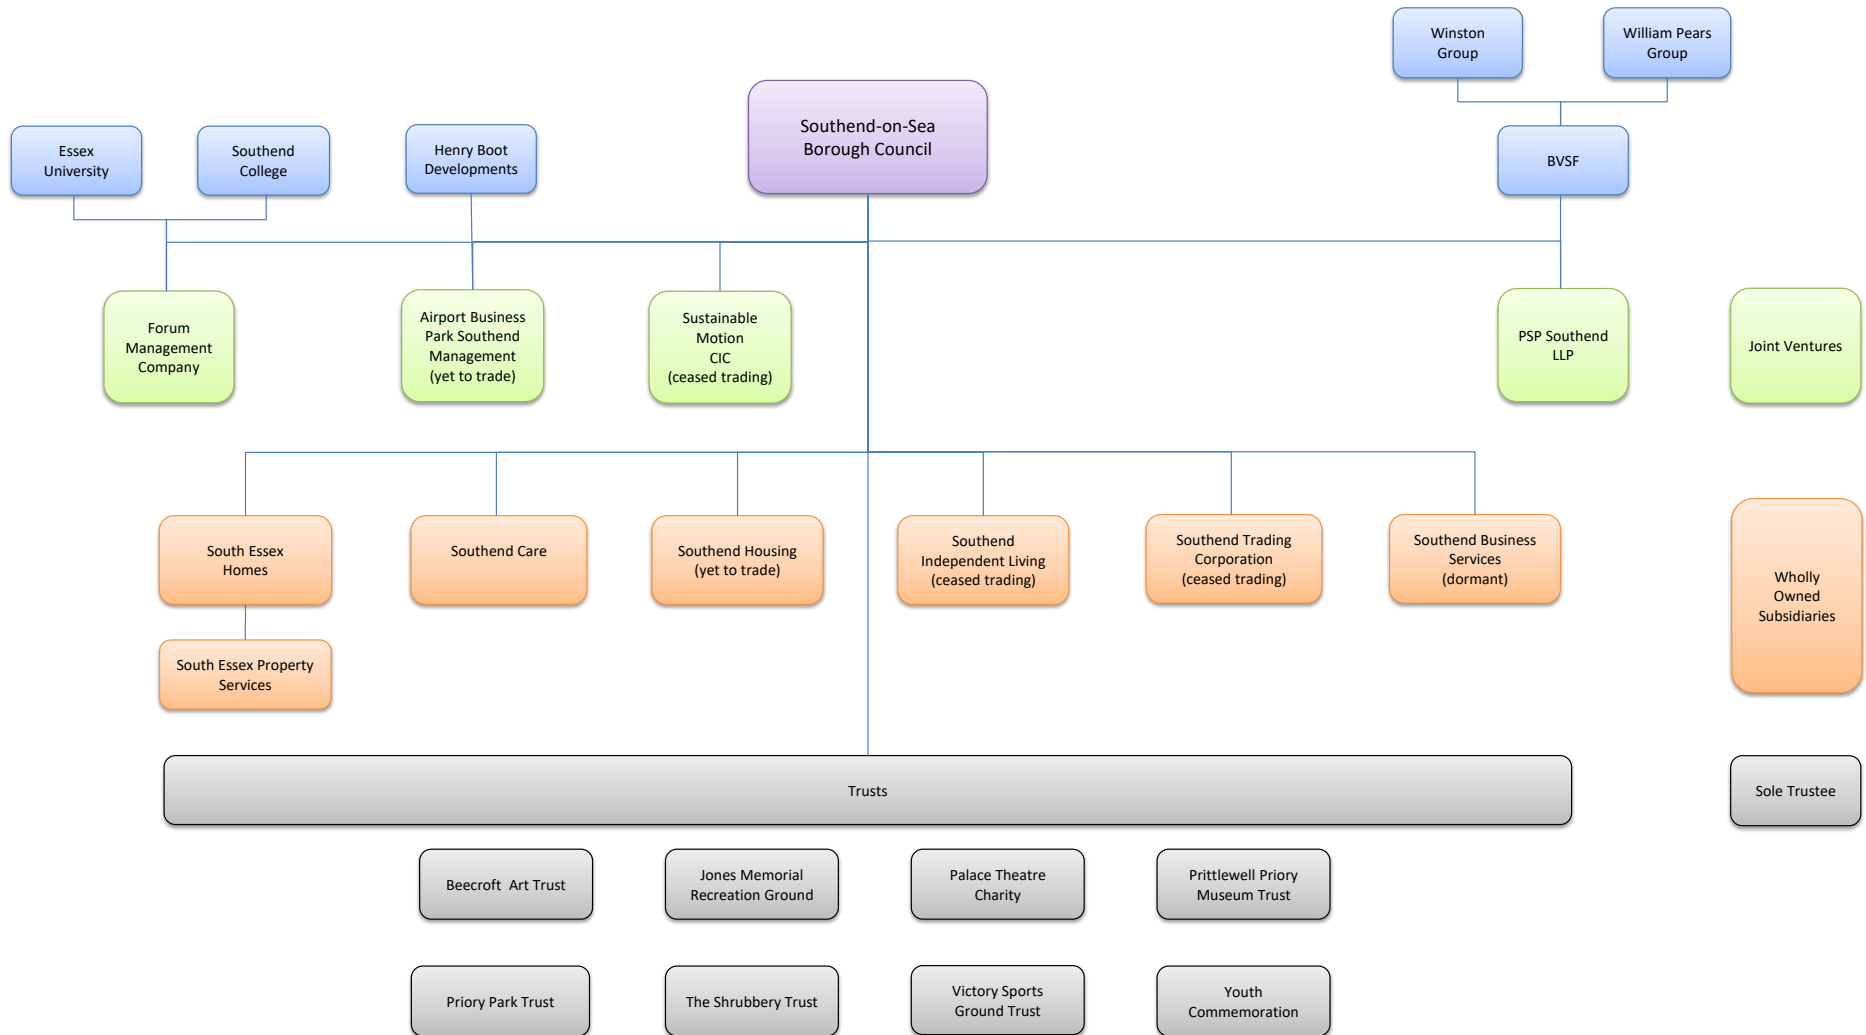 Winston
Group
William Pears
Group
Southend-on-Sea
Borough Council
Essex
University
Southend
College
Henry Boot
Developments
BVSF
Forum
Management
Company
Airport Business
Park Southend
Management
(yet to trade)
Sustainable
Motion
CIC
(ceased trading)
PSP Southend
LLP
Joint Ventures
South Essex
Homes
Southend Care
Southend Housing
(yet to trade)
Southend
Independent Living
(ceased trading)
Southend Trading
Corporation
(ceased trading)
Southend Business
Services
(dormant)
Wholly
Owned
Subsidiaries
South Essex Property
Services
Trusts
Sole Trustee
Beecroft  Art Trust
Jones Memorial
Recreation Ground
Palace Theatre
Charity
Prittlewell Priory
Museum Trust
Priory Park Trust
The Shrubbery Trust
Victory Sports
Ground Trust
Youth
Commemoration